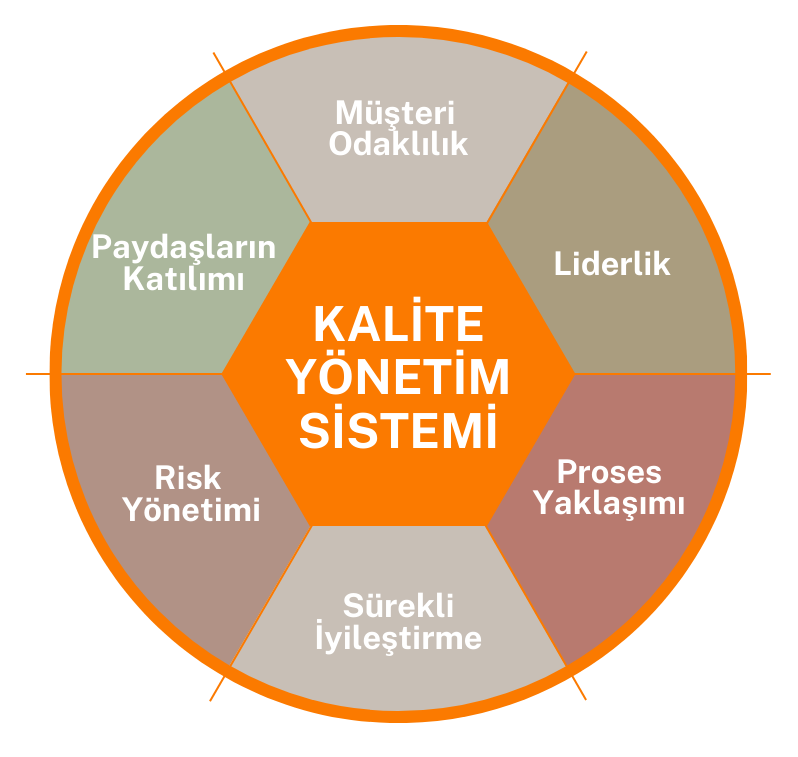 Müşteri
Odaklılık
Liderlik
Proses
Yaklaşımı
Sürekli
İyileştirme
Risk
Yönetimi
Paydaşların
Katılımı
KALİTE
YÖNETİM
SİSTEMİ